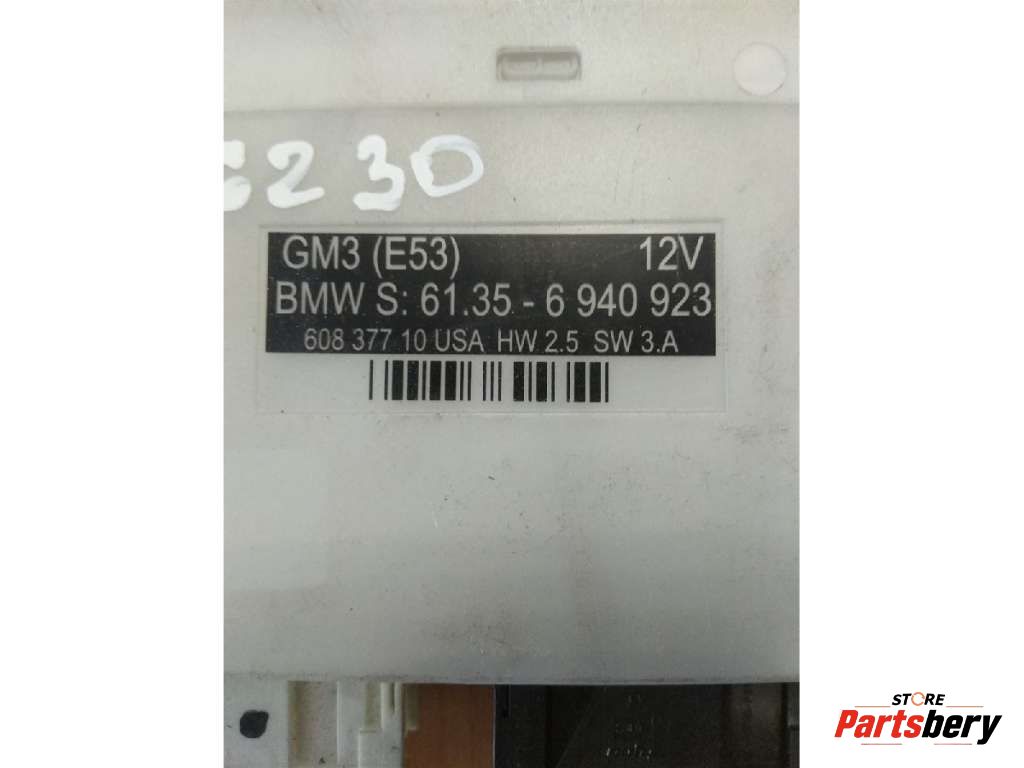 230
GM3 (E53) 12V
BMW S: 61.35 - 6 940 923
608 377 10 USA HW 2.5 SW 3.A
STORE
Partsbery